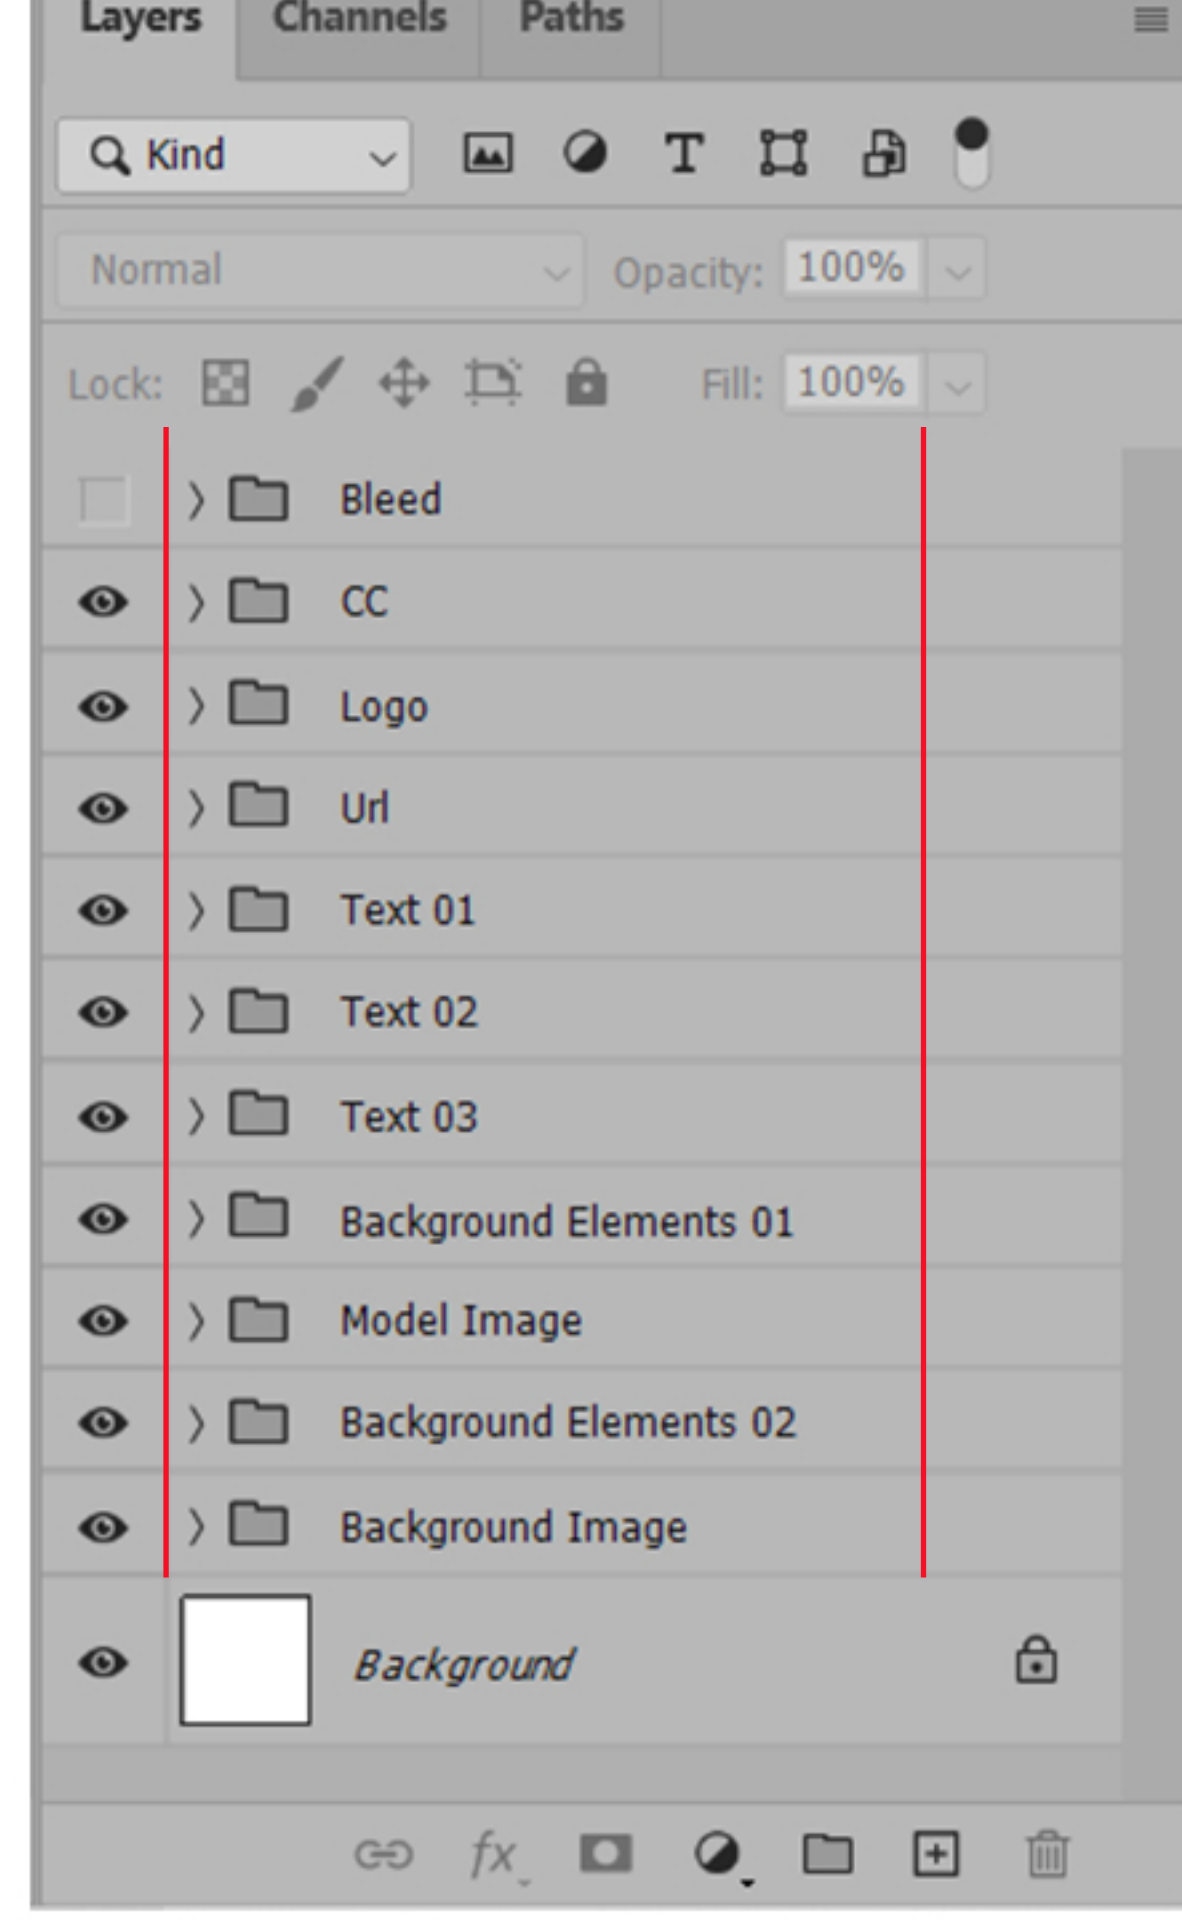 Layers Channels Paths
Kind T
Normal Opacity: 100%
Lock: Fill: 100%
Bleed
CC
Logo
Url
Text 01
Text 02
Text 03
Background Elements 01
Model Image
Background Elements 02
Background Image
Background
fx